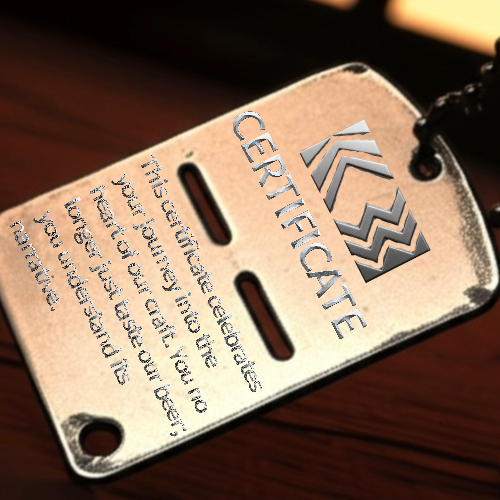 CERTIFICATE
This certificate celebrates
your journey into the
heart of our craft. You no
longer just taste our beer;
you understand its
narrative.